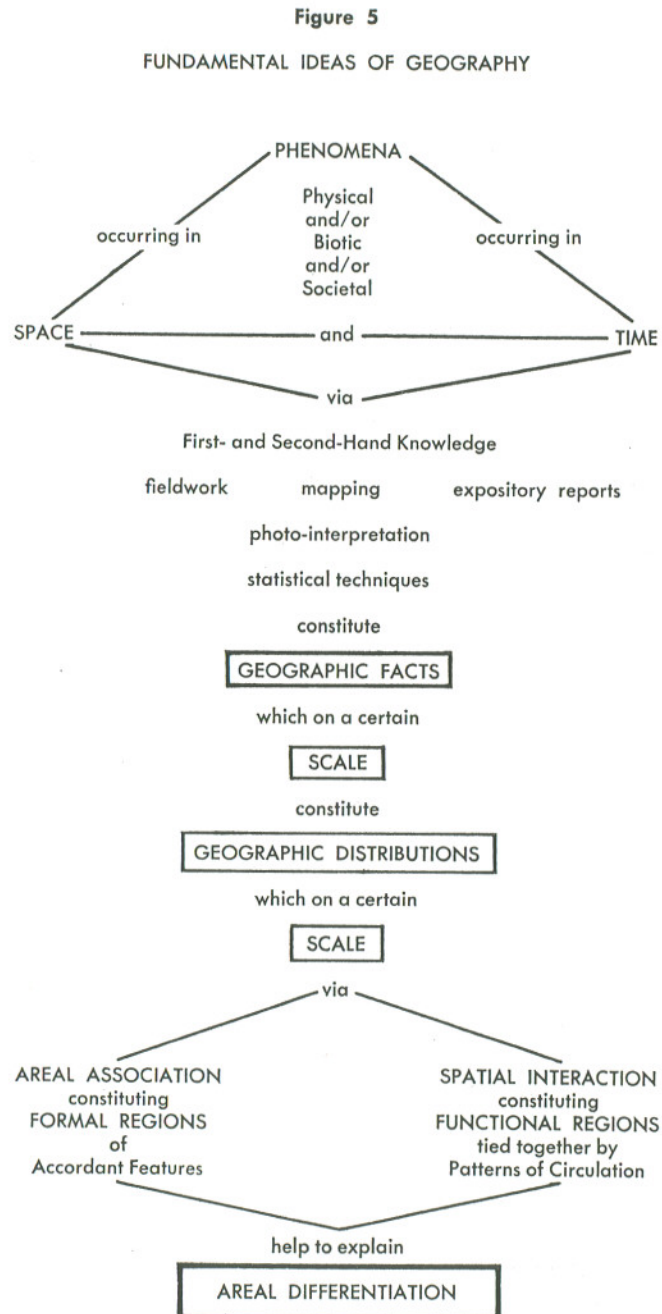 Figure 5
FUNDAMENTAL IDEAS OF GEOGRAPHY
PHENOMENA
Physical
and/or
Biotic
and/or
Societal
occurring in
occurring in
SPACE and TIME
via
First- and Second-Hand Knowledge
fieldwork mapping expository reports
photo-interpretation
statistical techniques
constitute
GEOGRAPHIC FACTS
which on a certain
SCALE
constitute
GEOGRAPHIC DISTRIBUTIONS
which on a certain
SCALE
via
AREAL ASSOCIATION
constituting
FORMAL REGIONS
of
Accordant Features
SPATIAL INTERACTION
constituting
FUNCTIONAL REGIONS
tied together by
Patterns of Circulation
help to explain
AREAL DIFFERENTIATION